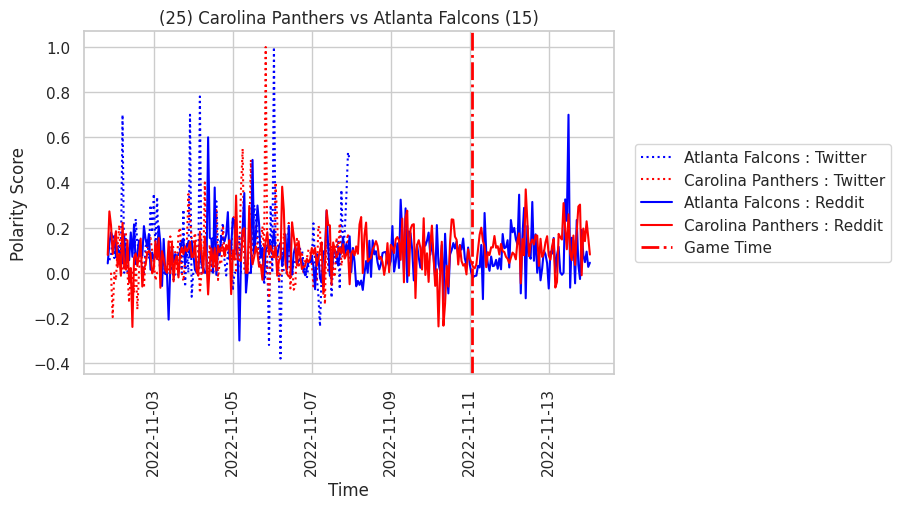 (25) Carolina Panthers vs Atlanta Falcons (15)
Polarity Score
1.0
0.8
0.6
0.4
0.2
0.0
−0.2
−0.4
2022-11-03
2022-11-05
2022-11-07
2022-11-09
2022-11-11
2022-11-13
Time
Atlanta Falcons : Twitter
Carolina Panthers : Twitter
Atlanta Falcons : Reddit
Carolina Panthers : Reddit
Game Time